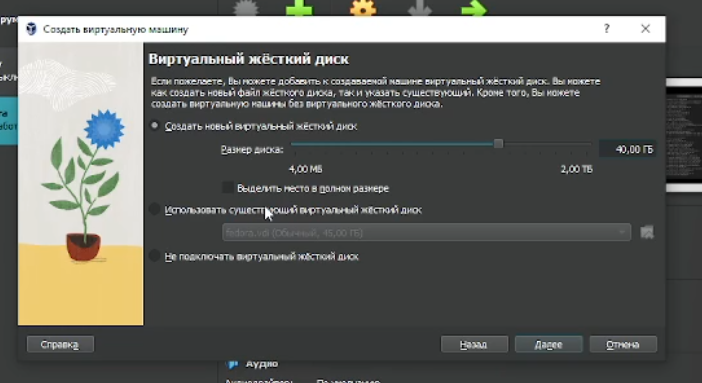 Создать виртуальную машину
?
Виртуальный жёсткий диск
Если пожелаете, Вы можете добавить к создаваемой машине виртуальный жёсткий диск. Вы можете
как создать новый файл жёсткого диска, так и указать существующий. Кроме того, Вы можете
создать виртуальную машины без виртуального жёсткого диска.
Создать новый виртуальный жёсткий диск
Размер диска:
40,00 ГБ
4,00 МБ
2,00 ТБ
Выделить место в полном размере
Использовать существующий виртуальный жёсткий диск
fedora.vdi (Обычный, 45,00 ГБ)
Не подключать виртуальный жёсткий диск
Справка
Назад
Далее
Отмена
Аудио